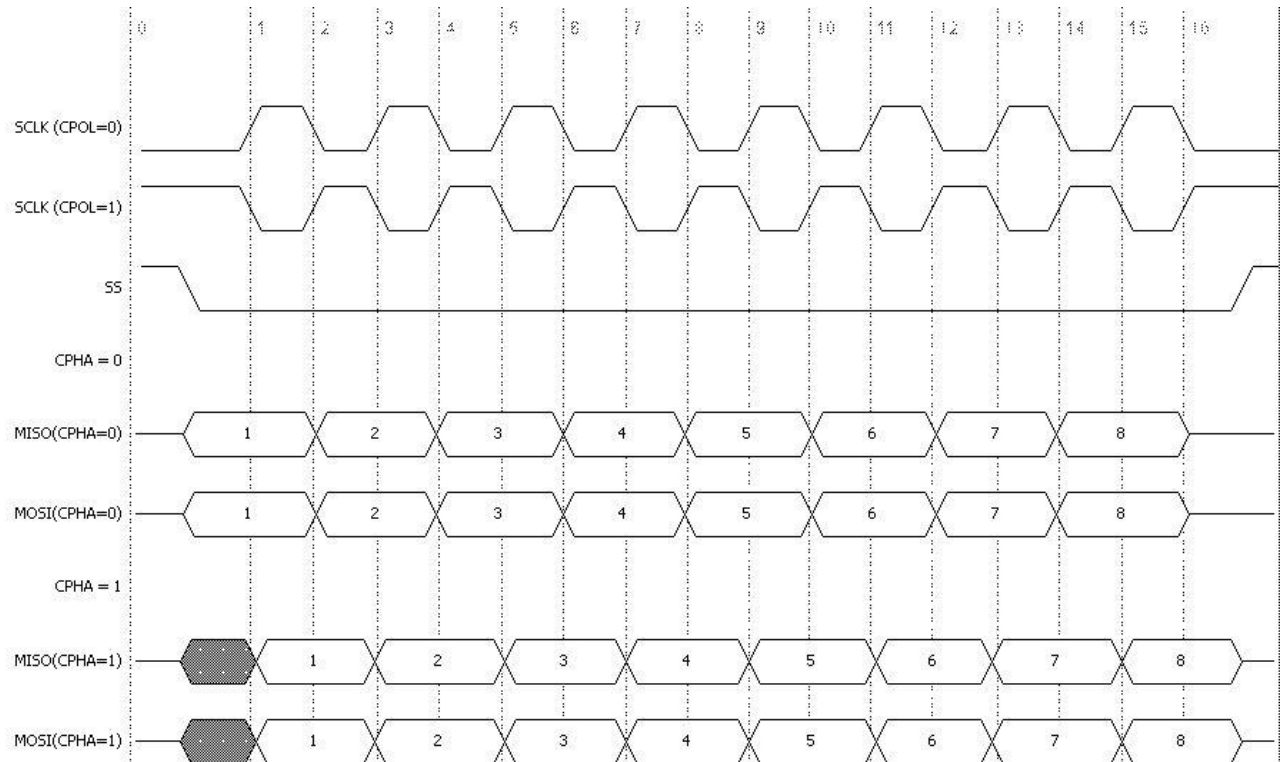 0 1 2 3 4 5 6 7 8 9 10 11 12 13 14 15 16
SCLK (CPOL=0)
SCLK (CPOL=1)
SS
CPHA = 0
MISO(CPHA=0) 1 2 3 4 5 6 7 8
MOSI(CPHA=0) 1 2 3 4 5 6 7 8
CPHA = 1
MISO(CPHA=1) 1 2 3 4 5 6 7 8
MOSI(CPHA=1) 1 2 3 4 5 6 7 8